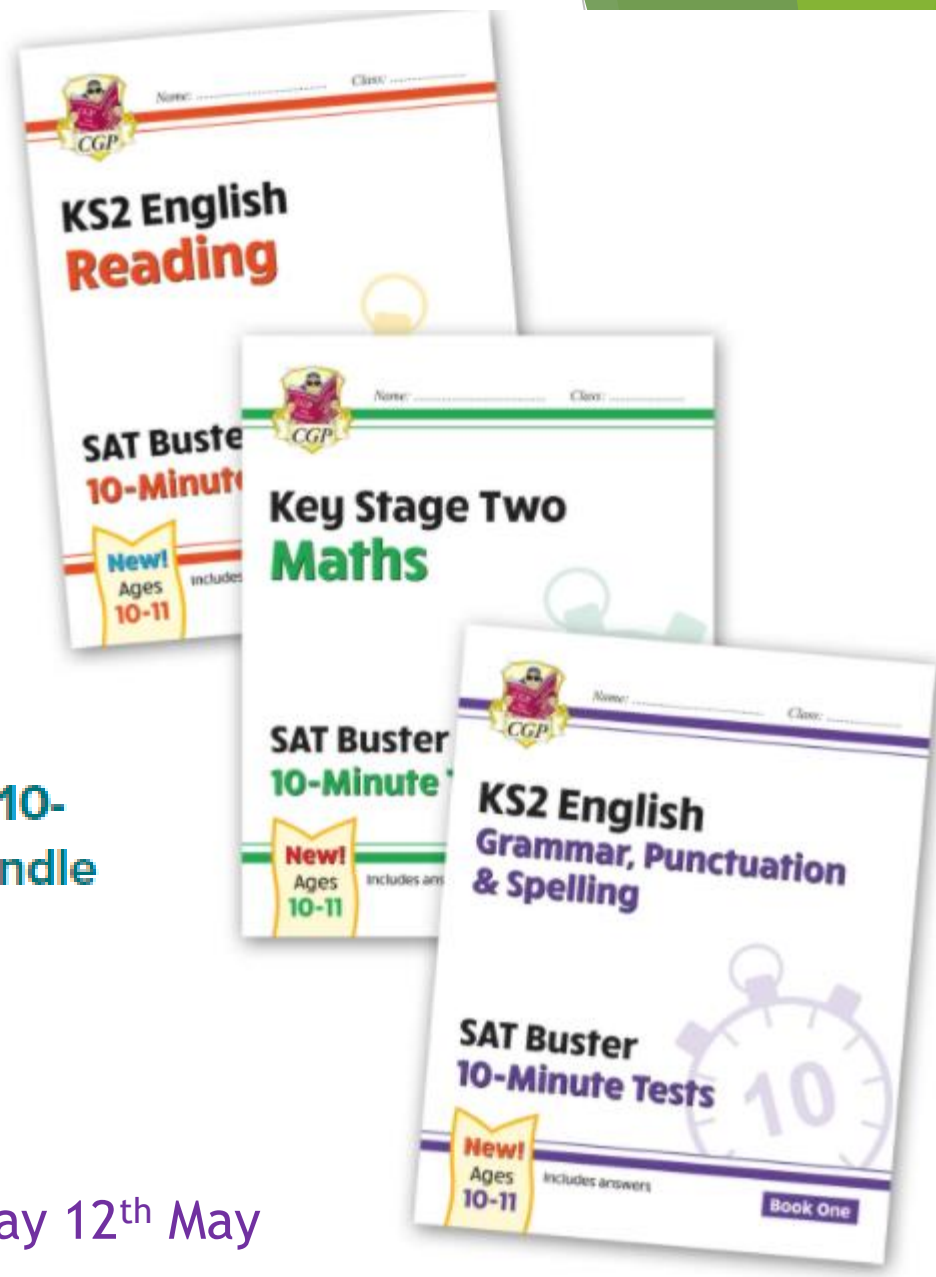 Name: Class:
CGP
KS2 English
Reading
SAT Buste
10-Minute
New!
Ages
10-11
includes
Name: Class:
CGP
Key Stage Two
Maths
SAT Buster
10-Minute
New!
Ages
10-11
Includes ans
10-
ndle
Name: Class:
CGP
KS2 English
Grammar, Punctuation
& Spelling
SAT Buster
10-Minute Tests
10
New!
Ages
10-11
Includes answers
Book One
ay 12th May